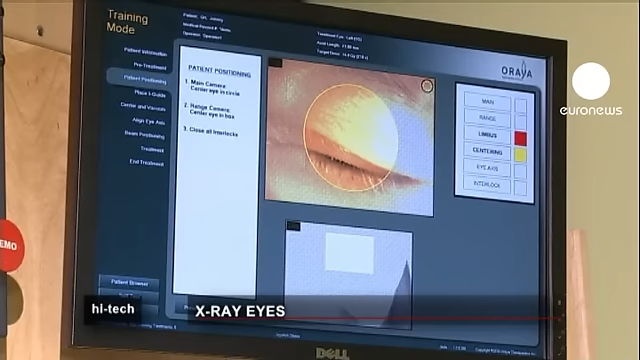 Training
Mode
Patient Information
Pre-Treatment
Patient Positioning
Place I-Guide
Center and Vacuum
Align Eye Axis
Beam Positioning
Treatment
End Treatment
PATIENT POSITIONING
1. Main Camera:
Center eye in circle
2. Range Camera:
Center eye in box
3. Close all Interlocks
ORAYA
MAIN
RANGE
LIMBUS
CENTERING
EYE AXIS
INTERLOCK
euronews
EMO
Patient Browser
hi-tech
X-RAY EYES
DELL